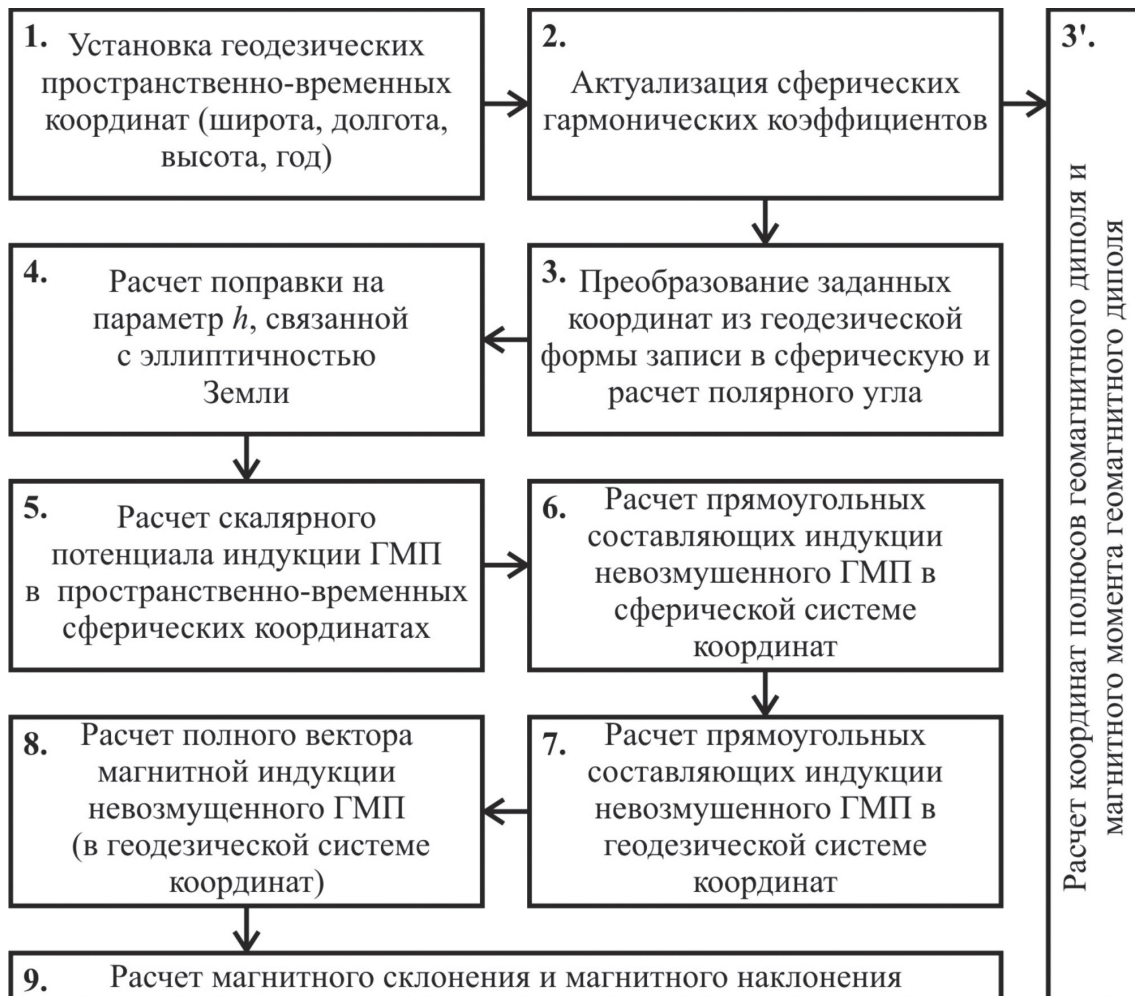 1. Установка геодезических
пространственно-временных
координат (широта, долгота,
высота, год)
2.
Актуализация сферических
гармонических коэффициентов
3'.
Расчет координат полюсов геомагнитного диполя и
магнитного момента геомагнитного диполя
3. Преобразование заданных
координат из геодезической
формы записи в сферическую и
расчет полярного угла
4.
Расчет поправки на
параметр h, связанной
с эллиптичностью
Земли
5.
Расчет скалярного
потенциала индукции ГМП
в пространственно-временных
сферических координатах
6. Расчет прямоугольных
составляющих индукции
невозмушенного ГМП в
сферической системе
координат
7. Расчет прямоугольных
составляющих индукции
невозмушенного ГМП в
геодезической системе
координат
8. Расчет полного вектора
магнитной индукции
невозмущенного ГМП
(в геодезической системе
координат)
9. Расчет магнитного склонения и магнитного наклонения